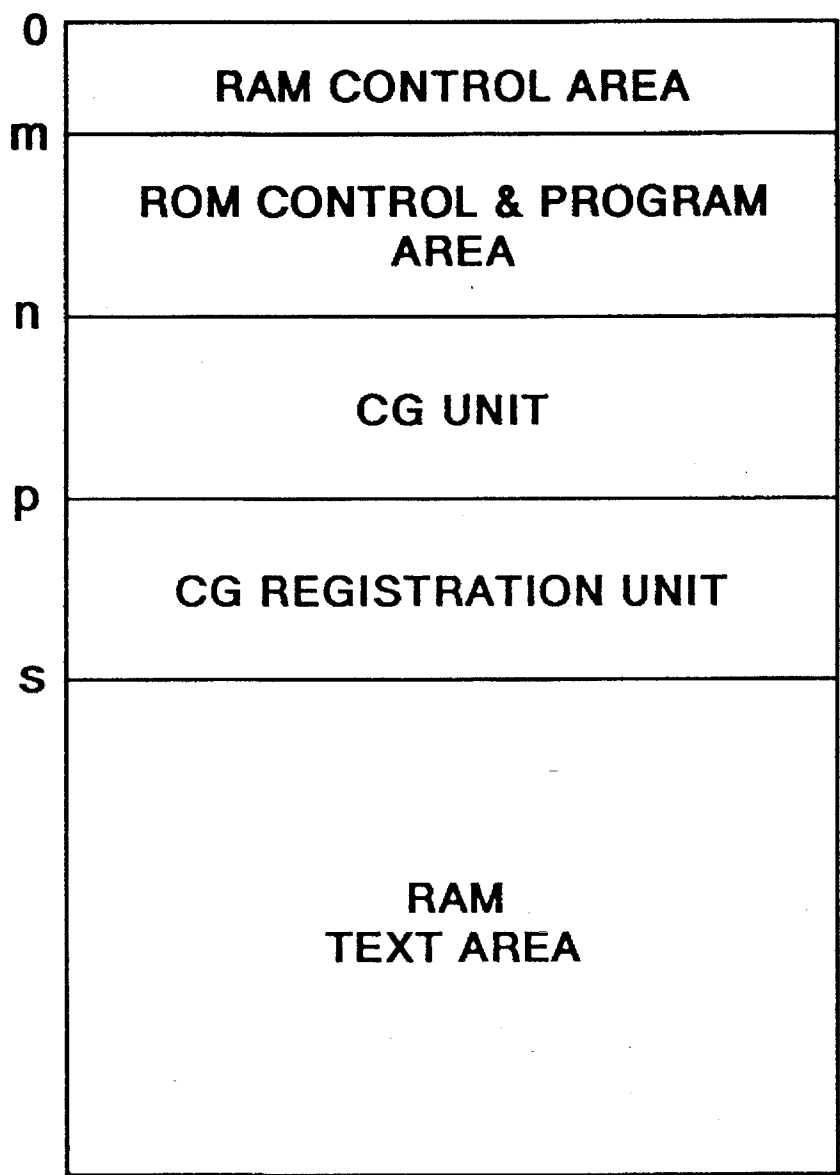 0
RAM CONTROL AREA
m
ROM CONTROL & PROGRAM
AREA
n
CG UNIT
p
CG REGISTRATION UNIT
s
RAM
TEXT AREA